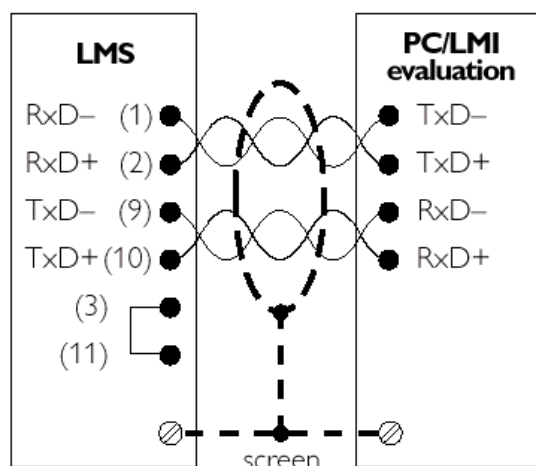 LMS
PC/LMI
evaluation
RxD– (1)
TxD–
RxD+ (2)
TxD+
TxD– (9)
RxD–
TxD+ (10)
RxD+
(3)
(11)
screen